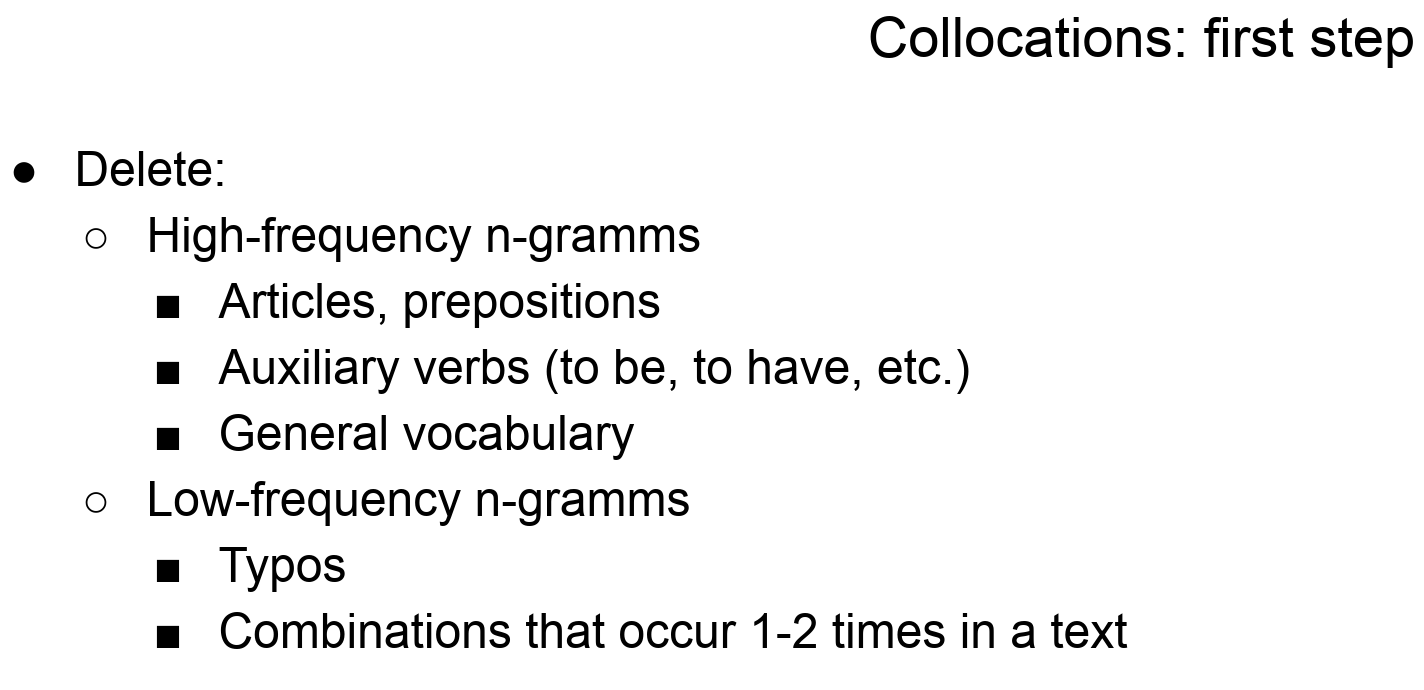 Collocations: first step
● Delete:
○ High-frequency n-gramms
■ Articles, prepositions
■ Auxiliary verbs (to be, to have, etc.)
■ General vocabulary
○ Low-frequency n-gramms
■ Typos
■ Combinations that occur 1-2 times in a text